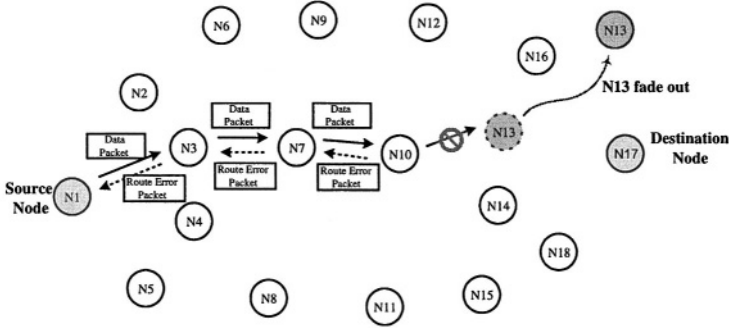 N6
N9
N12
N13
N16
N2
N13 fade out
Data
Packet
Data
Packet
N13
Data
Packet
N3
N7
N10
N17
Destination
Node
Route Error
Packet
Route Error
Packet
Route Error
Packet
Source
Node
N1
N4
N14
N18
N5
N8
N11
N15